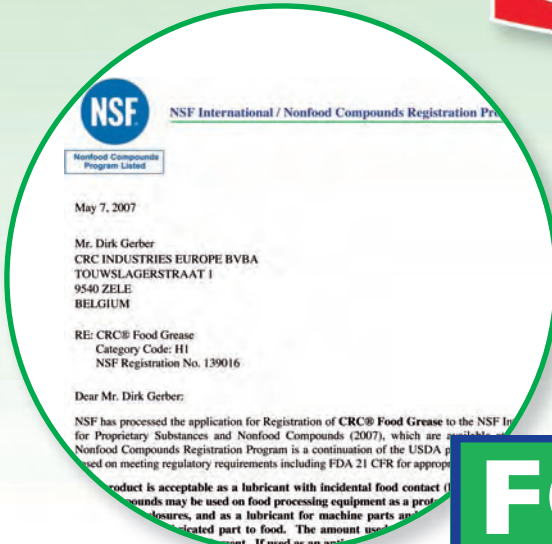 NSF
NSF International / Nonfood Compounds Registration
Nonfood Compounds
Program Listed
May 7, 2007
Mr. Dirk Gerber
CRC INDUSTRIES EUROPE BVBA
TOUWSLAGERSTRAAT 1
9540 ZELE
BELGIUM
RE: CRC® Food Grease
Category Code: H1
NSF Registration No. 139016
Dear Mr. Dirk Gerber:
NSF has processed the application for Registration of CRC® Food Grease to the NSF
for Proprietary Substances and Nonfood Compounds (2007), which are
Nonfood Compounds Registration Program is a continuation of the USDA
on meeting regulatory requirements including FDA 21 CFR for
product is acceptable as a lubricant with incidental food contact
may be used on food processing equipment as a
and as a lubricant for machine parts
part to food. The amount used
If used as an